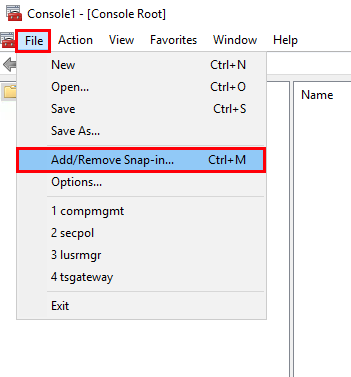 Console1 - [Console Root]
File Action View Favorites Window Help
New Ctrl+N
Open... Ctrl+O
Save Ctrl+S
Save As...
Add/Remove Snap-in... Ctrl+M
Options...
1 compmgmt
2 secpol
3 lusrmgr
4 tsgateway
Exit
Name